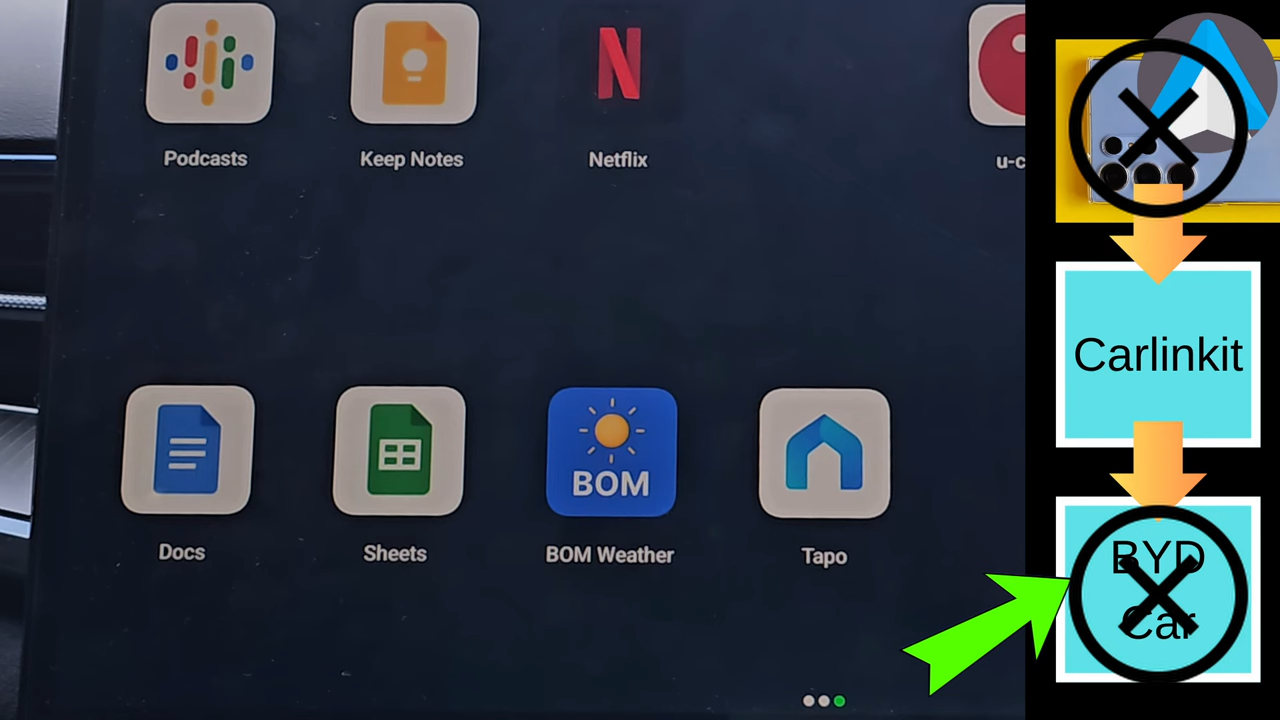 Podcasts
Keep Notes
Netflix
u-c
Docs
Sheets
BOM
BOM Weather
Tapo
Carlinkit
BYD
Car